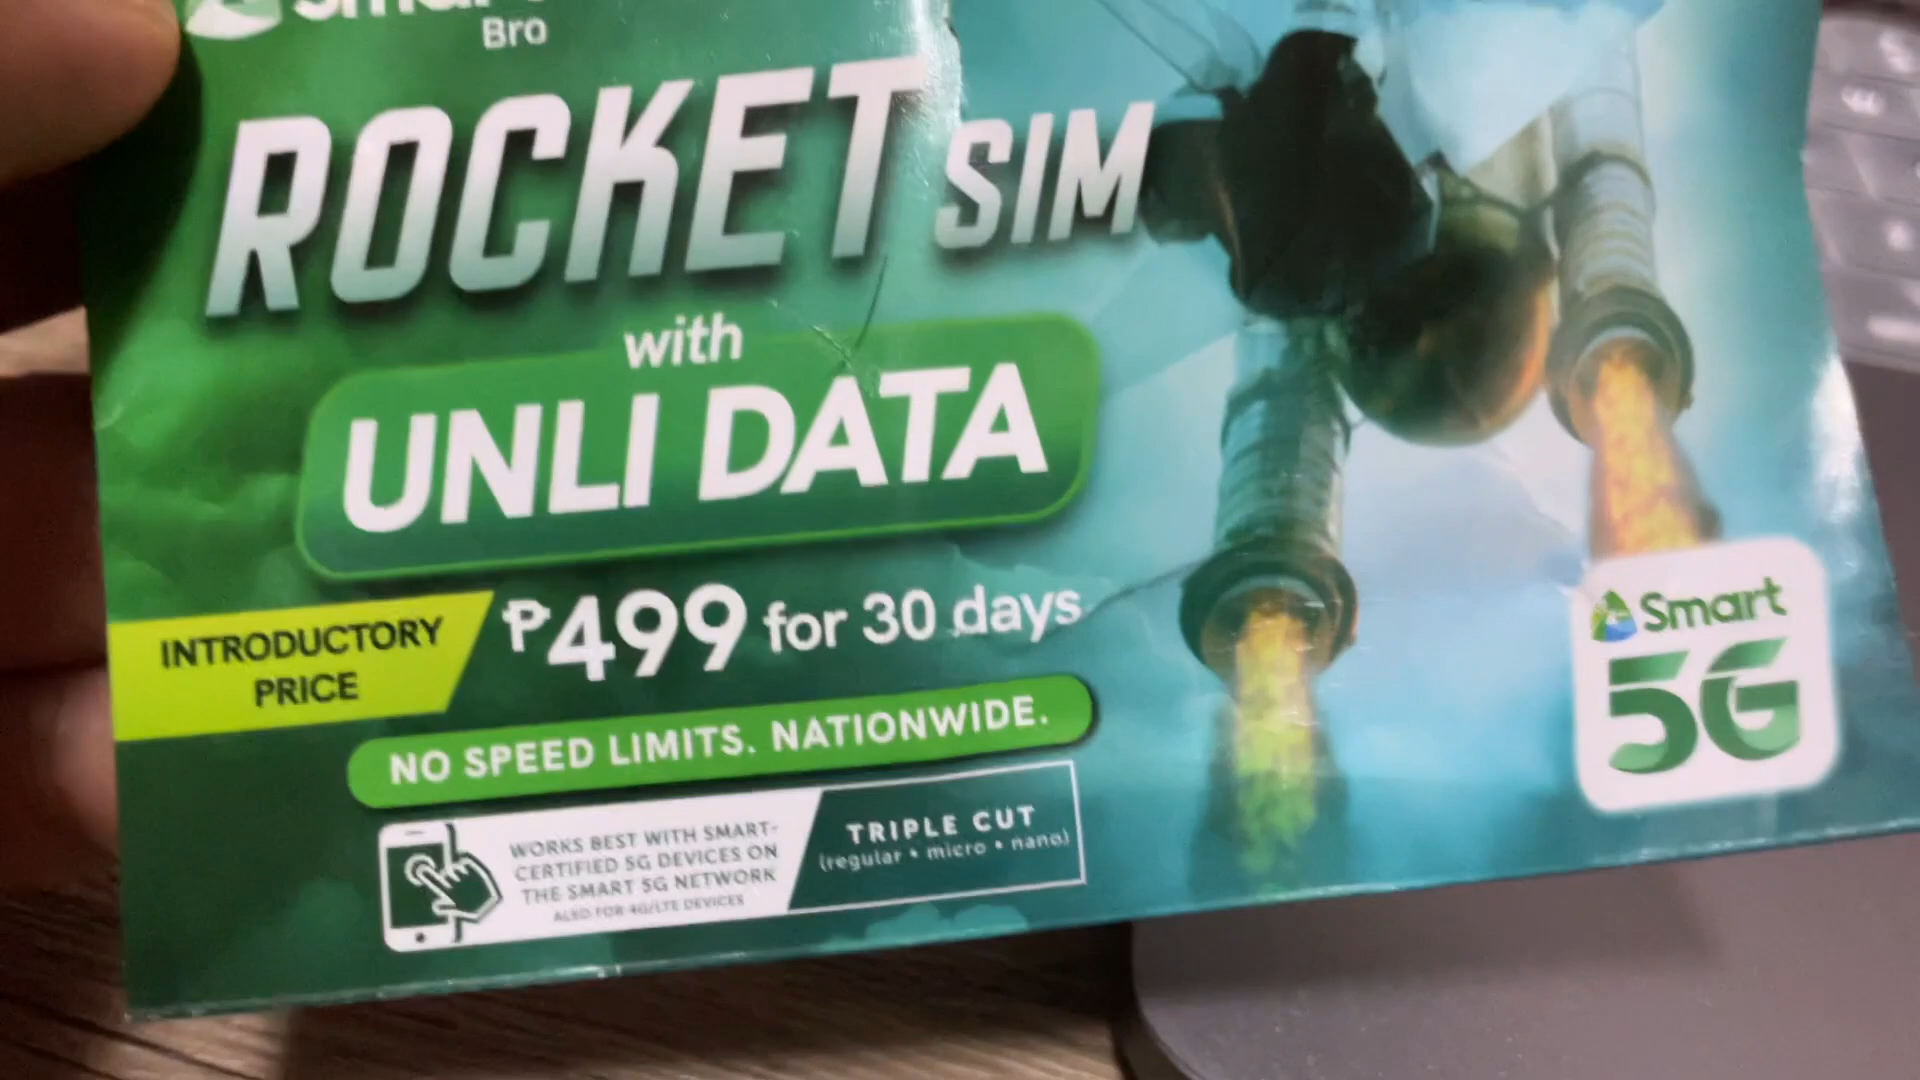 Smart
Bro
ROCKET SIM
with
UNLI DATA
INTRODUCTORY
PRICE
₱499 for 30 days
NO SPEED LIMITS. NATIONWIDE.
WORKS BEST WITH SMART-
CERTIFIED 5G DEVICES ON
THE SMART 5G NETWORK
ALSO FOR 4G/LTE DEVICES
TRIPLE CUT
(regular • micro • nano)
Smart
5G